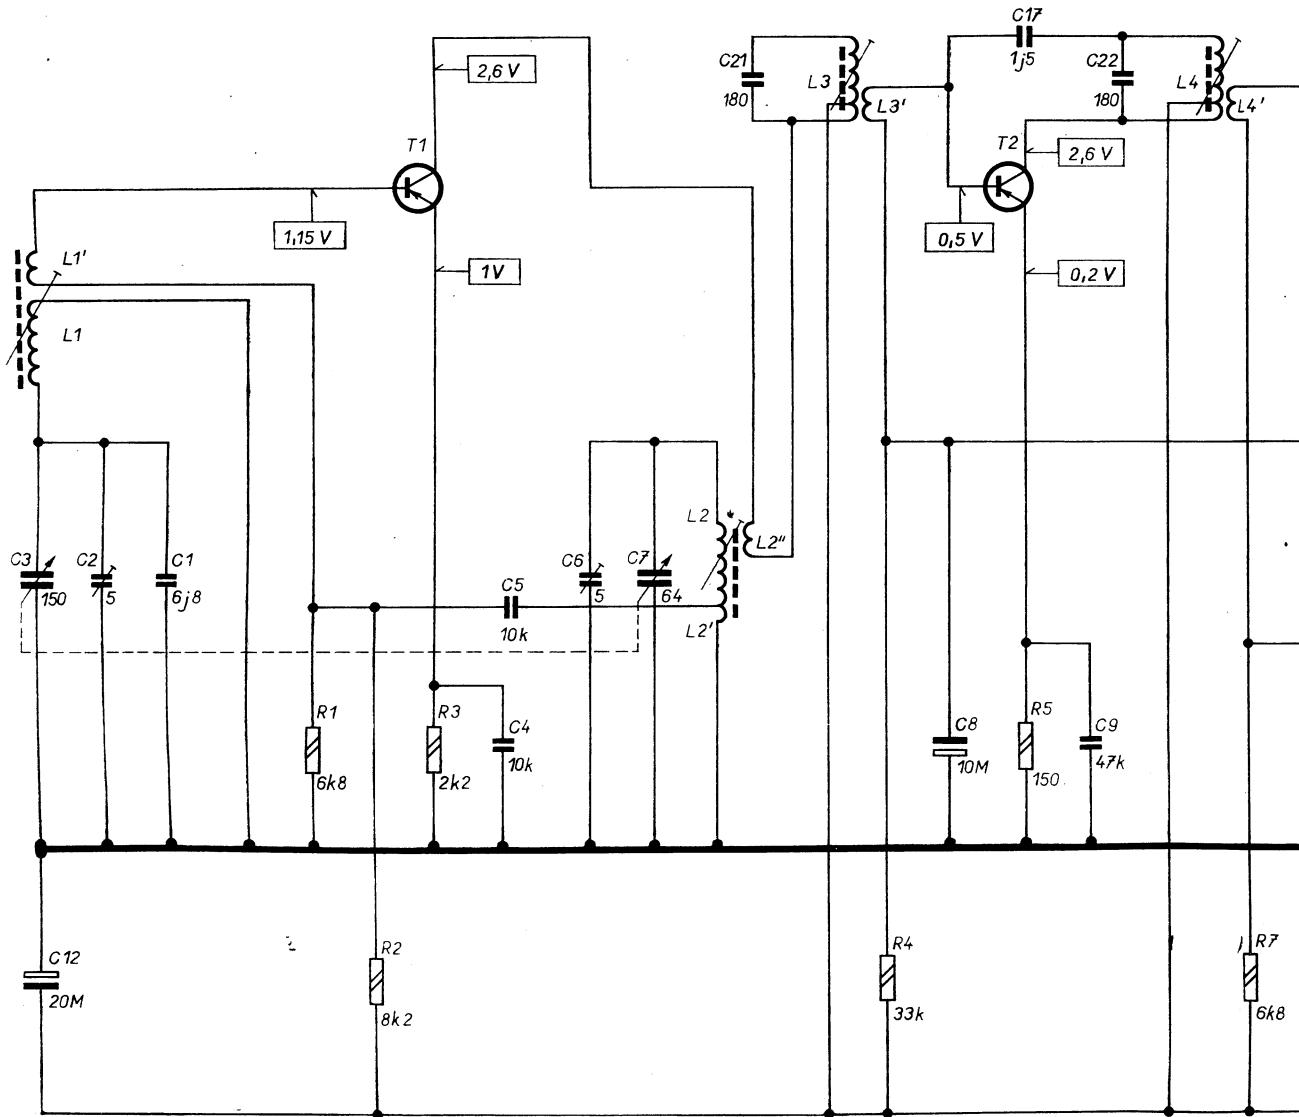 C17
1j5
C21
180
L3
L3'
C22
180
L4
L4'
2,6 V
T1
T2
2,6 V
1,15 V
0,5 V
L1'
1V
0,2 V
L1
C3
150
C2
5
C1
6j8
C5
10k
C6
5
C7
64
L2
L2"
L2'
R1
6k8
R3
2k2
C4
10k
C8
10M
R5
150
C9
47k
C12
20M
R2
8k2
R4
33k
R7
6k8